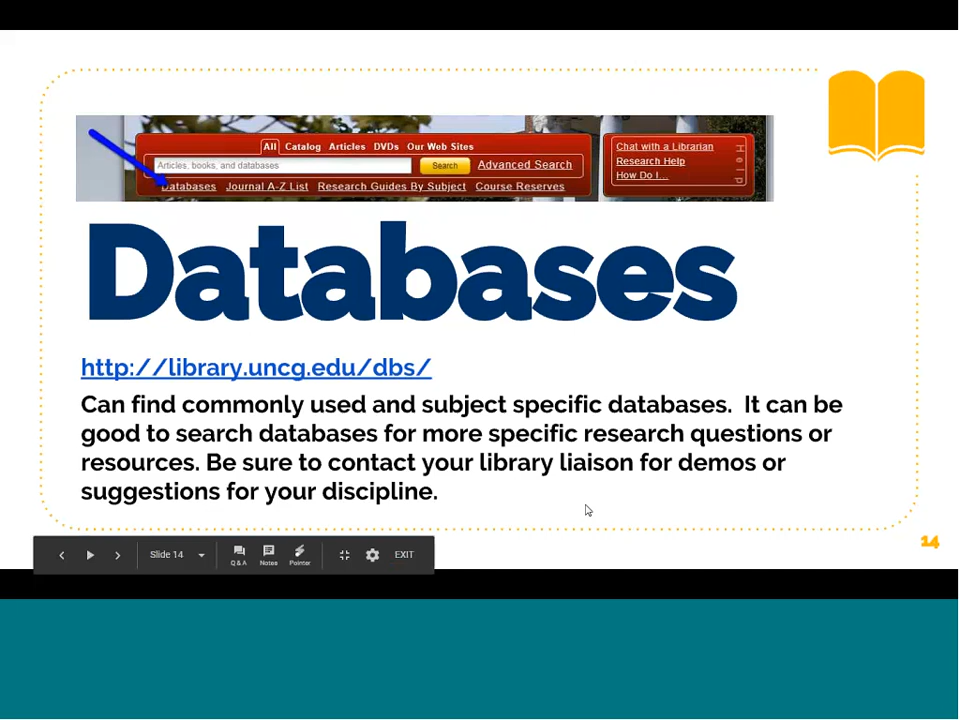 All Catalog Articles DVDs Our Web Sites
Articles, books, and databases Search Advanced Search
Databases Journal A-Z List Research Guides By Subject Course Reserves
Chat with a Librarian
Research Help
How Do I...
Help
Databases
http://library.uncg.edu/dbs/
Can find commonly used and subject specific databases. It can be
good to search databases for more specific research questions or
resources. Be sure to contact your library liaison for demos or
suggestions for your discipline.
14
Slide 14 Q & A Notes Pointer EXIT